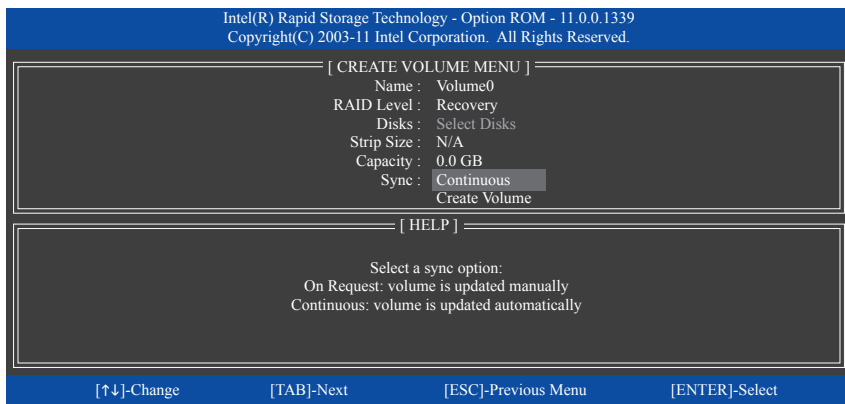 Intel(R) Rapid Storage Technology - Option ROM - 11.0.0.1339
Copyright(C) 2003-11 Intel Corporation. All Rights Reserved.
[ CREATE VOLUME MENU ]
Name : Volume0
RAID Level : Recovery
Disks : Select Disks
Strip Size : N/A
Capacity : 0.0 GB
Sync : Continuous
Create Volume
[ HELP ]
Select a sync option:
On Request: volume is updated manually
Continuous: volume is updated automatically
[↑↓]-Change [TAB]-Next [ESC]-Previous Menu [ENTER]-Select